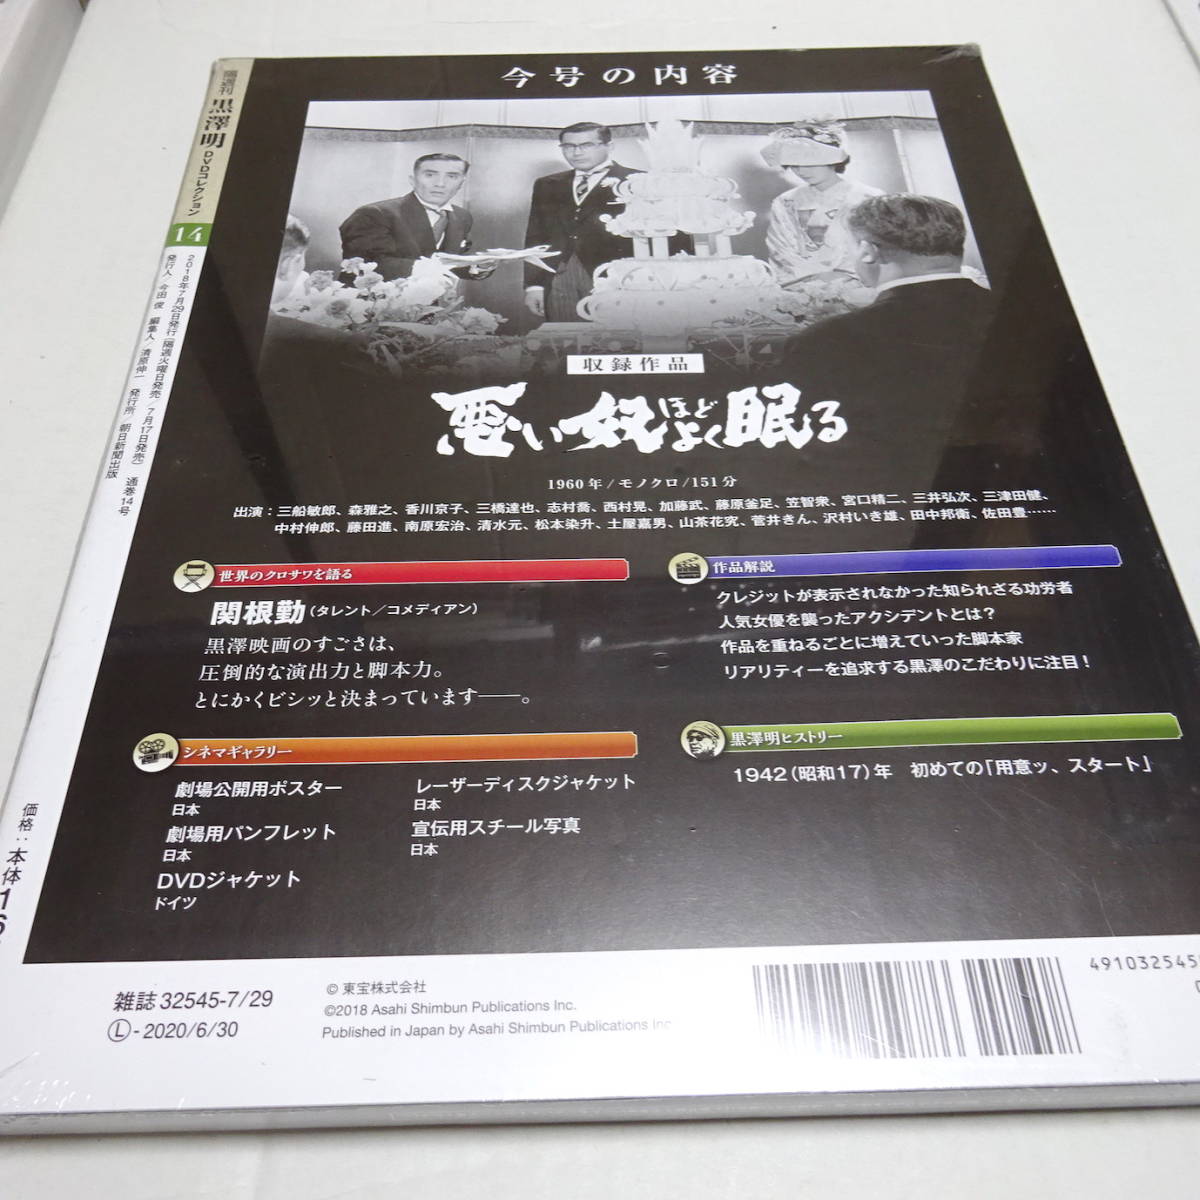 今号の内容
収録作品
悪い奴ほどよく眠る
1960年/モノクロ/151分
出演：三船敏郎、森雅之、香川京子、三橋達也、志村喬、西村晃、加藤武、藤原釜足、笠智衆、宮口精二、三井弘次、三津田健、
中村伸郎、藤田進、南原宏治、清水元、松本染升、土屋嘉男、山茶花究、菅井きん、沢村いき雄、田中邦衛、佐田豊……
世界のクロサワを語る
関根勤（タレント／コメディアン）
黒澤映画のすごさは、
圧倒的な演出力と脚本力。
とにかくビシッと決まっています――。
作品解説
クレジットが表示されなかった知られざる功労者
人気女優を襲ったアクシデントとは？
作品を重ねるごとに増えていった脚本家
リアリティーを追求する黒澤のこだわりに注目！
シネマギャラリー
劇場公開用ポスター
日本
劇場用パンフレット
日本
DVDジャケット
ドイツ
レーザーディスクジャケット
日本
宣伝用スチール写真
日本
黒澤明ヒストリー
1942（昭和17）年　初めての「用意ッ、スタート」
隔週刊 黒澤明 DVDコレクション 14
2018年7月29日発行（隔週火曜日発売／7月17日発売）　通巻14号
発行人／今田俊　編集人／清原伸一　発行所／朝日新聞出版
価格：本体16
雑誌 32545-7/29
Ⓛ-2020/6/30
© 東宝株式会社
©2018 Asahi Shimbun Publications Inc.
Published in Japan by Asahi Shimbun Publications Inc
491032545